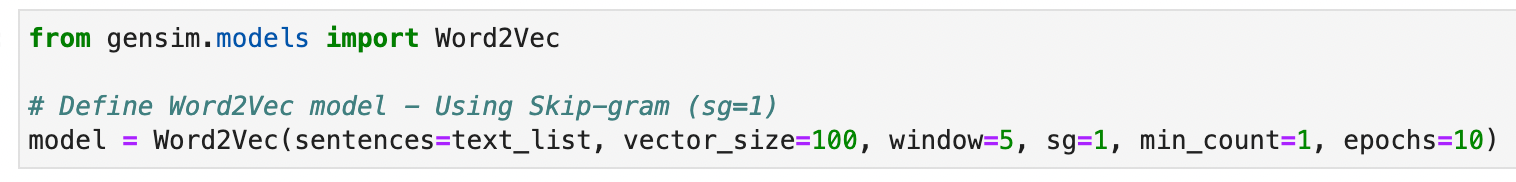 from gensim.models import Word2Vec
# Define Word2Vec model - Using Skip-gram (sg=1)
model = Word2Vec(sentences=text_list, vector_size=100, window=5, sg=1, min_count=1, epochs=10)